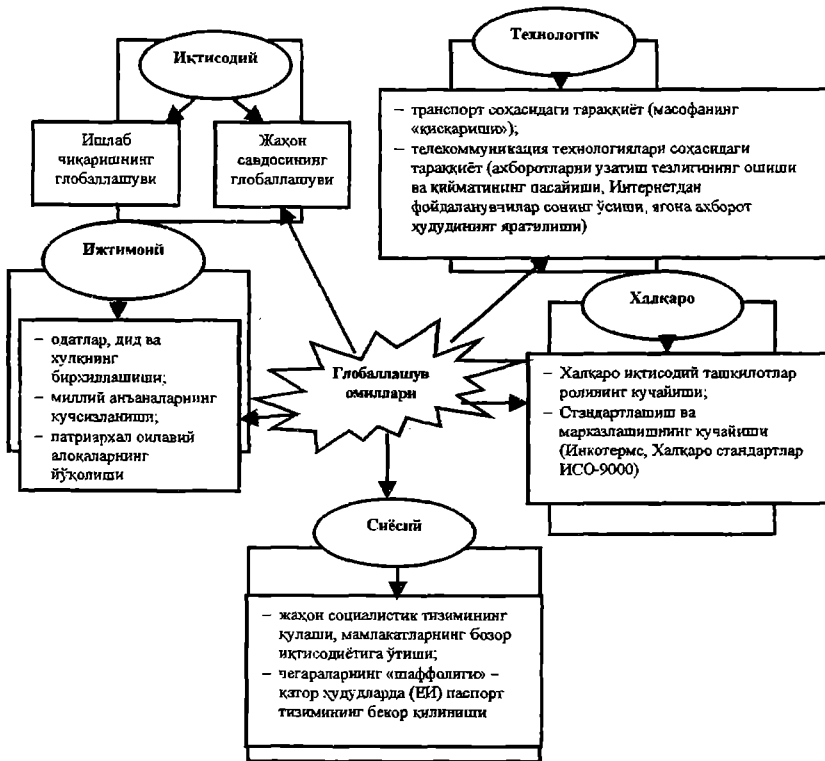 Иқтисодий
Ишлаб
чиқаришнинг
глобаллашуви
Жаҳон
савдосининг
глобаллашуви
Технологик
– транспорт соҳасидаги тараққиёт (масофанинг
«қисқариши»);
– телекоммуникация технологиялари соҳасидаги
тараққиёт (ахборотларни узатиш тезлигининг ошиши
ва қийматининг пасайиши, Интернетдан
фойдаланувчилар сонинг ўсиши, ягона ахборот
ҳудудининг яратилиши)
Ижтимоий
– одатлар, дид ва
хулқнинг
бирхиллашиши;
– миллий анъаналарнинг
кучсизланиши;
– патриархал оилавий
алоқаларнинг
йўқолиши
Глобаллашув
омиллари
Халқаро
– Халқаро иқтисодий ташкилотлар
ролининг кучайиши;
– Стандартлашиш ва
марказлашишнинг кучайиши
(Инкотермс, Халқаро стандартлар
ИСО-9000)
Сиёсий
– жаҳон социалистик тизимининг
қулаши, мамлакатларнинг бозор
иқтисодиётига ўтиши;
– чегараларнинг «шаффолиги» –
қатор ҳудудларда (ЕИ) паспорт
тизимининг бекор қилиниши